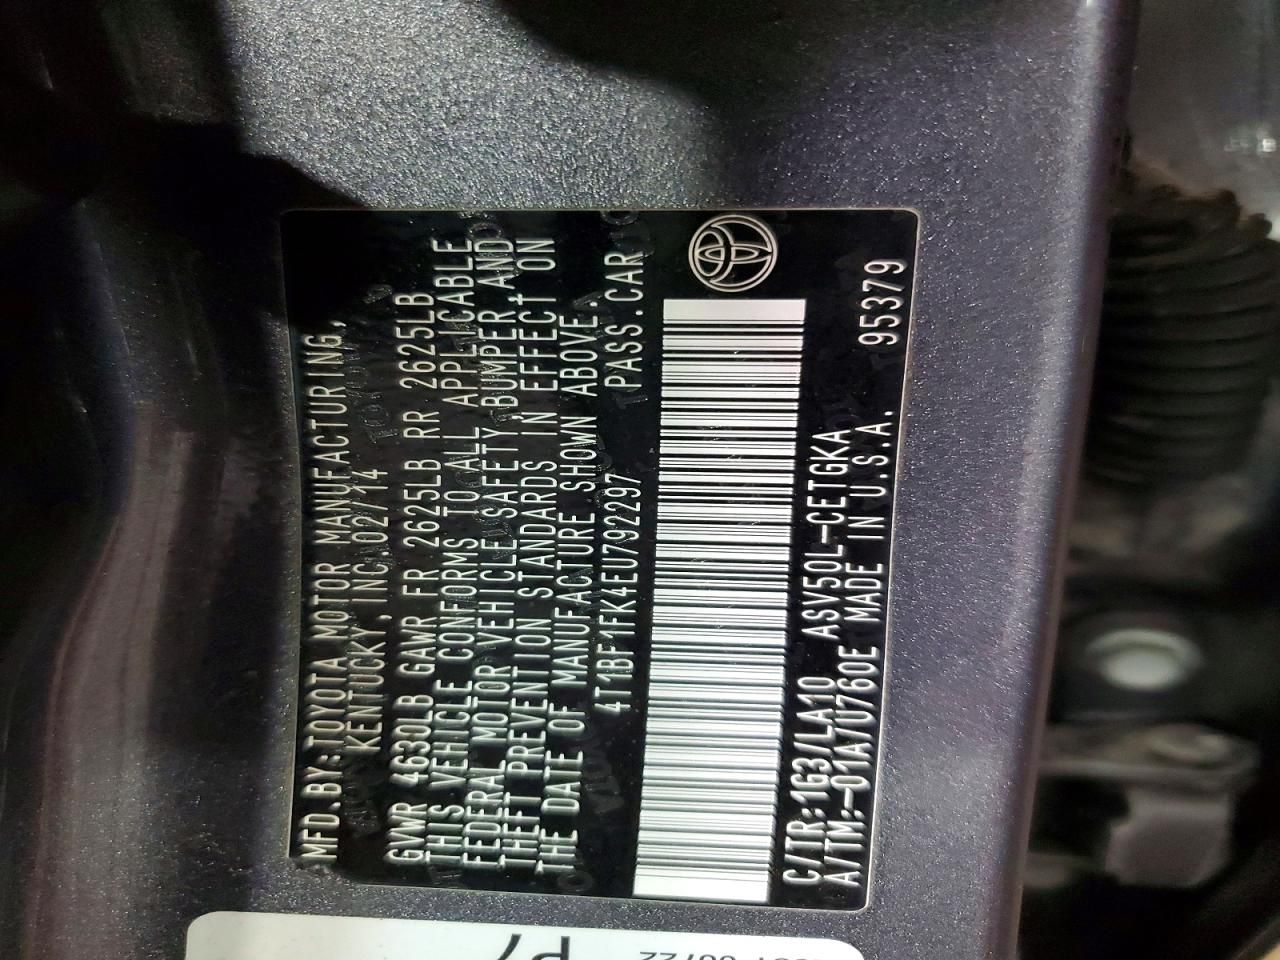 MFD.BY:TOYOTA MOTOR MANUFACTURING,
KENTUCKY, INC.02/14
GVWR 4630LB GAWR FR 2625LB RR 2625LB
THIS VEHICLE CONFORMS TO ALL APPLICABLE
FEDERAL MOTOR VEHICLE SAFETY,BUMPER,AND
THEFT PREVENTION STANDARDS IN EFFECT ON
THE DATE OF MANUFACTURE SHOWN ABOVE.
4T1BF1FK4EU792297 PASS.CAR
C/TR:1G3/LA10 ASV50L-CETGKA
A/TM:-01A/U760E MADE IN U.S.A. 95379
P7